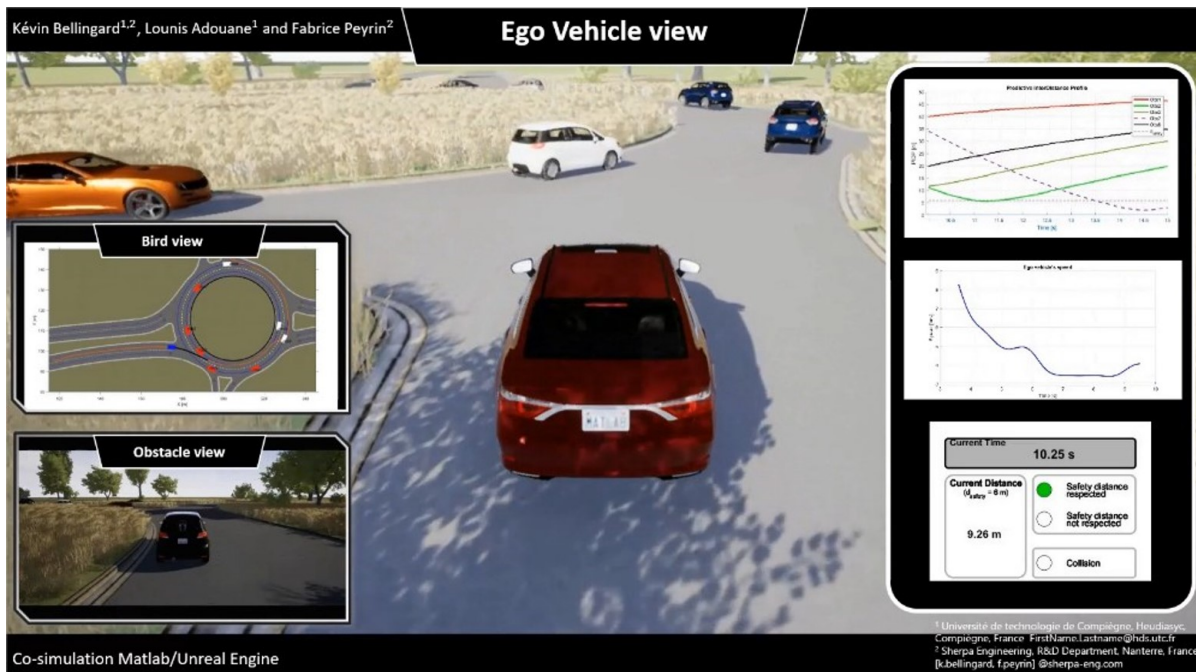 Kévin Bellingard1,2, Lounis Adouane1 and Fabrice Peyrin2
Ego Vehicle view
Predictive InterDistance Profile
Time [s]
Bird view
Ego vehicle's speed
Obstacle view
Current Time
10.25 s
Current Distance
(dsafety = 6 m)
9.26 m
Safety distance
respected
Safety distance
not respected
Collision
Co-simulation Matlab/Unreal Engine
1 Université de technologie de Compiègne, Heudiasyc,
Compiègne, France FirstName.Lastname@hds.utc.fr
2 Sherpa Engineering, R&D Department, Nanterre, France
[k.bellingard, f.peyrin] @sherpa-eng.com